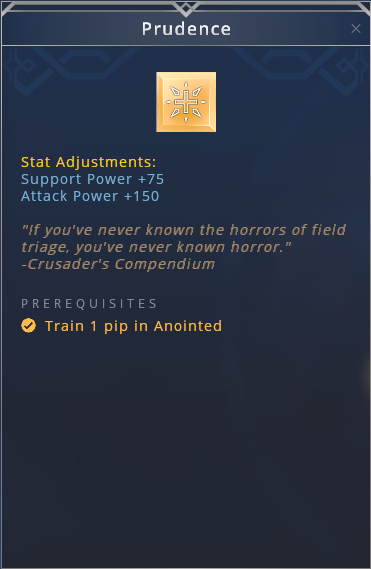 Prudence
Stat Adjustments:
Support Power +75
Attack Power +150
"If you've never known the horrors of field
triage, you've never known horror."
-Crusader's Compendium
PREREQUISITES
Train 1 pip in Anointed